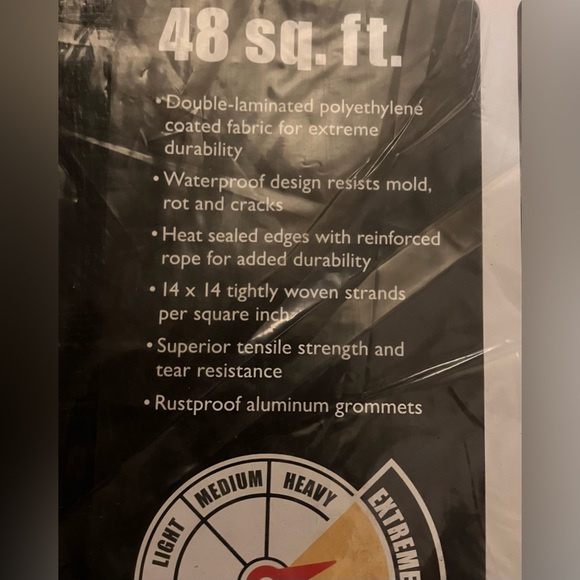 48 sq. ft.
• Double-laminated polyethylene
coated fabric for extreme
durability
• Waterproof design resists mold,
rot and cracks
• Heat sealed edges with reinforced
rope for added durability
• 14 x 14 tightly woven strands
per square inch
• Superior tensile strength and
tear resistance
• Rustproof aluminum grommets
LIGHT
MEDIUM
HEAVY
EXTREME